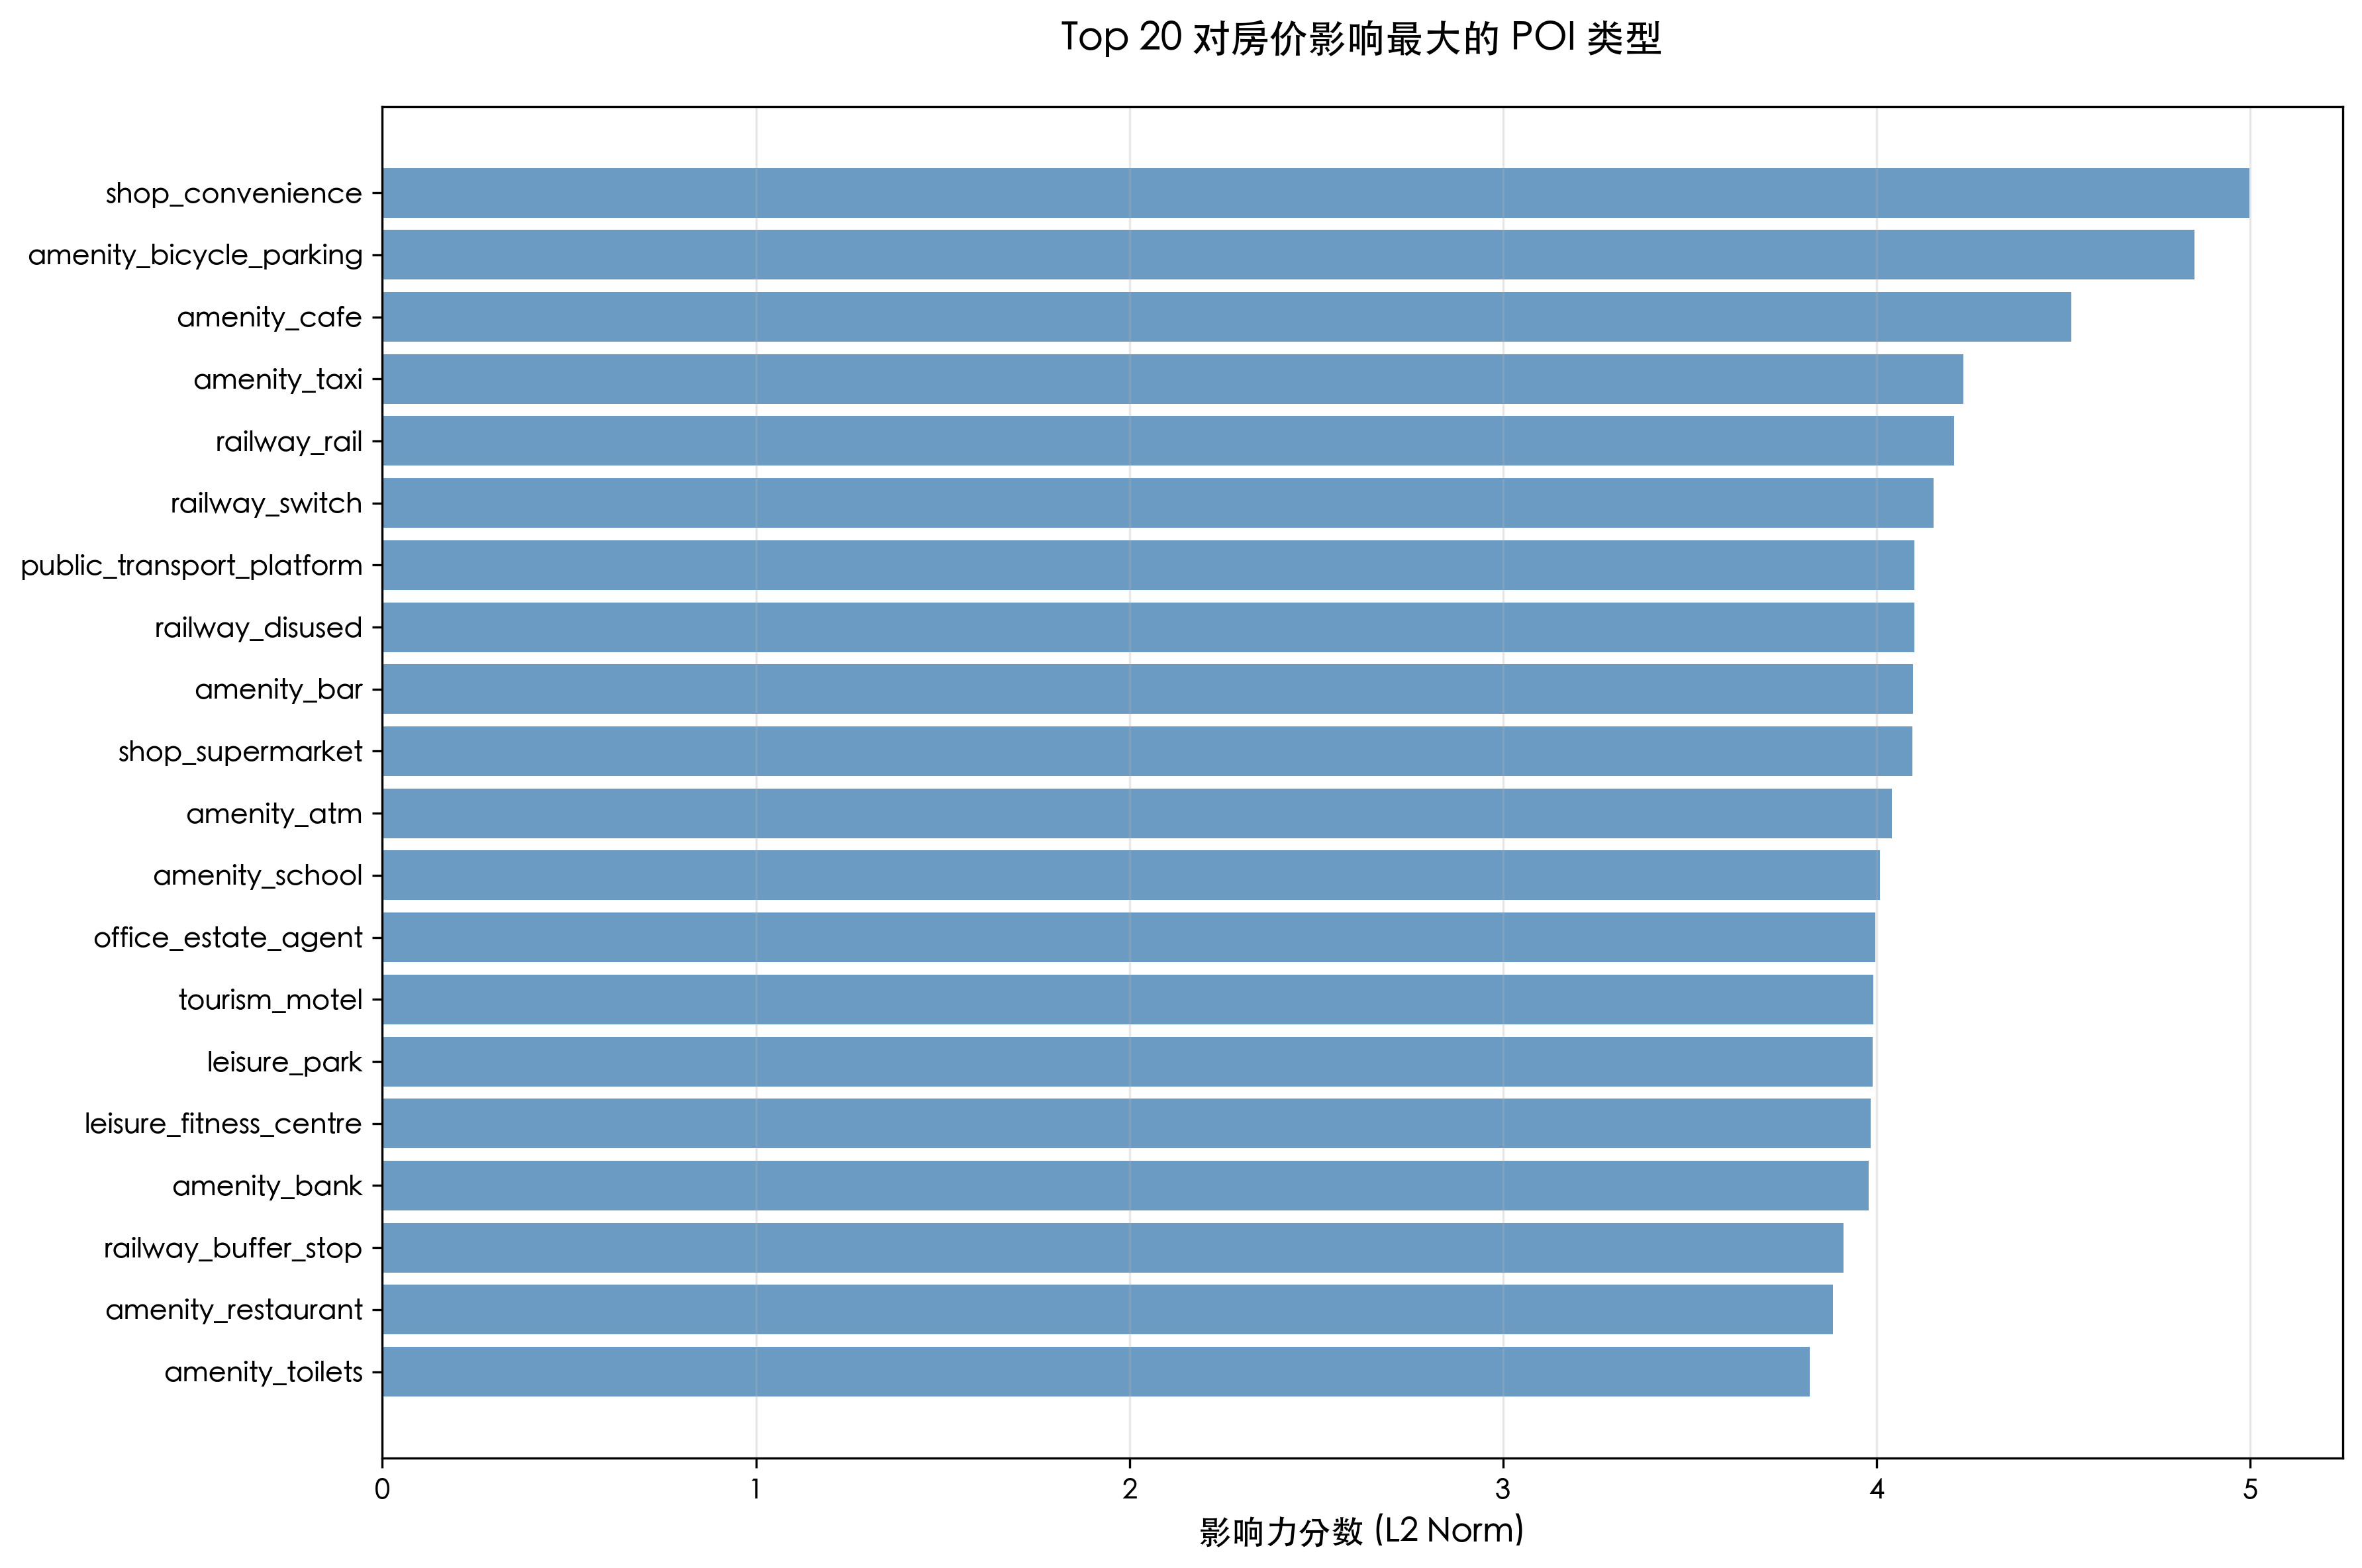 Top 20 对房价影响最大的 POI 类型
shop_convenience
amenity_bicycle_parking
amenity_cafe
amenity_taxi
railway_rail
railway_switch
public_transport_platform
railway_disused
amenity_bar
shop_supermarket
amenity_atm
amenity_school
office_estate_agent
tourism_motel
leisure_park
leisure_fitness_centre
amenity_bank
railway_buffer_stop
amenity_restaurant
amenity_toilets
0 1 2 3 4 5
影响力分数 (L2 Norm)